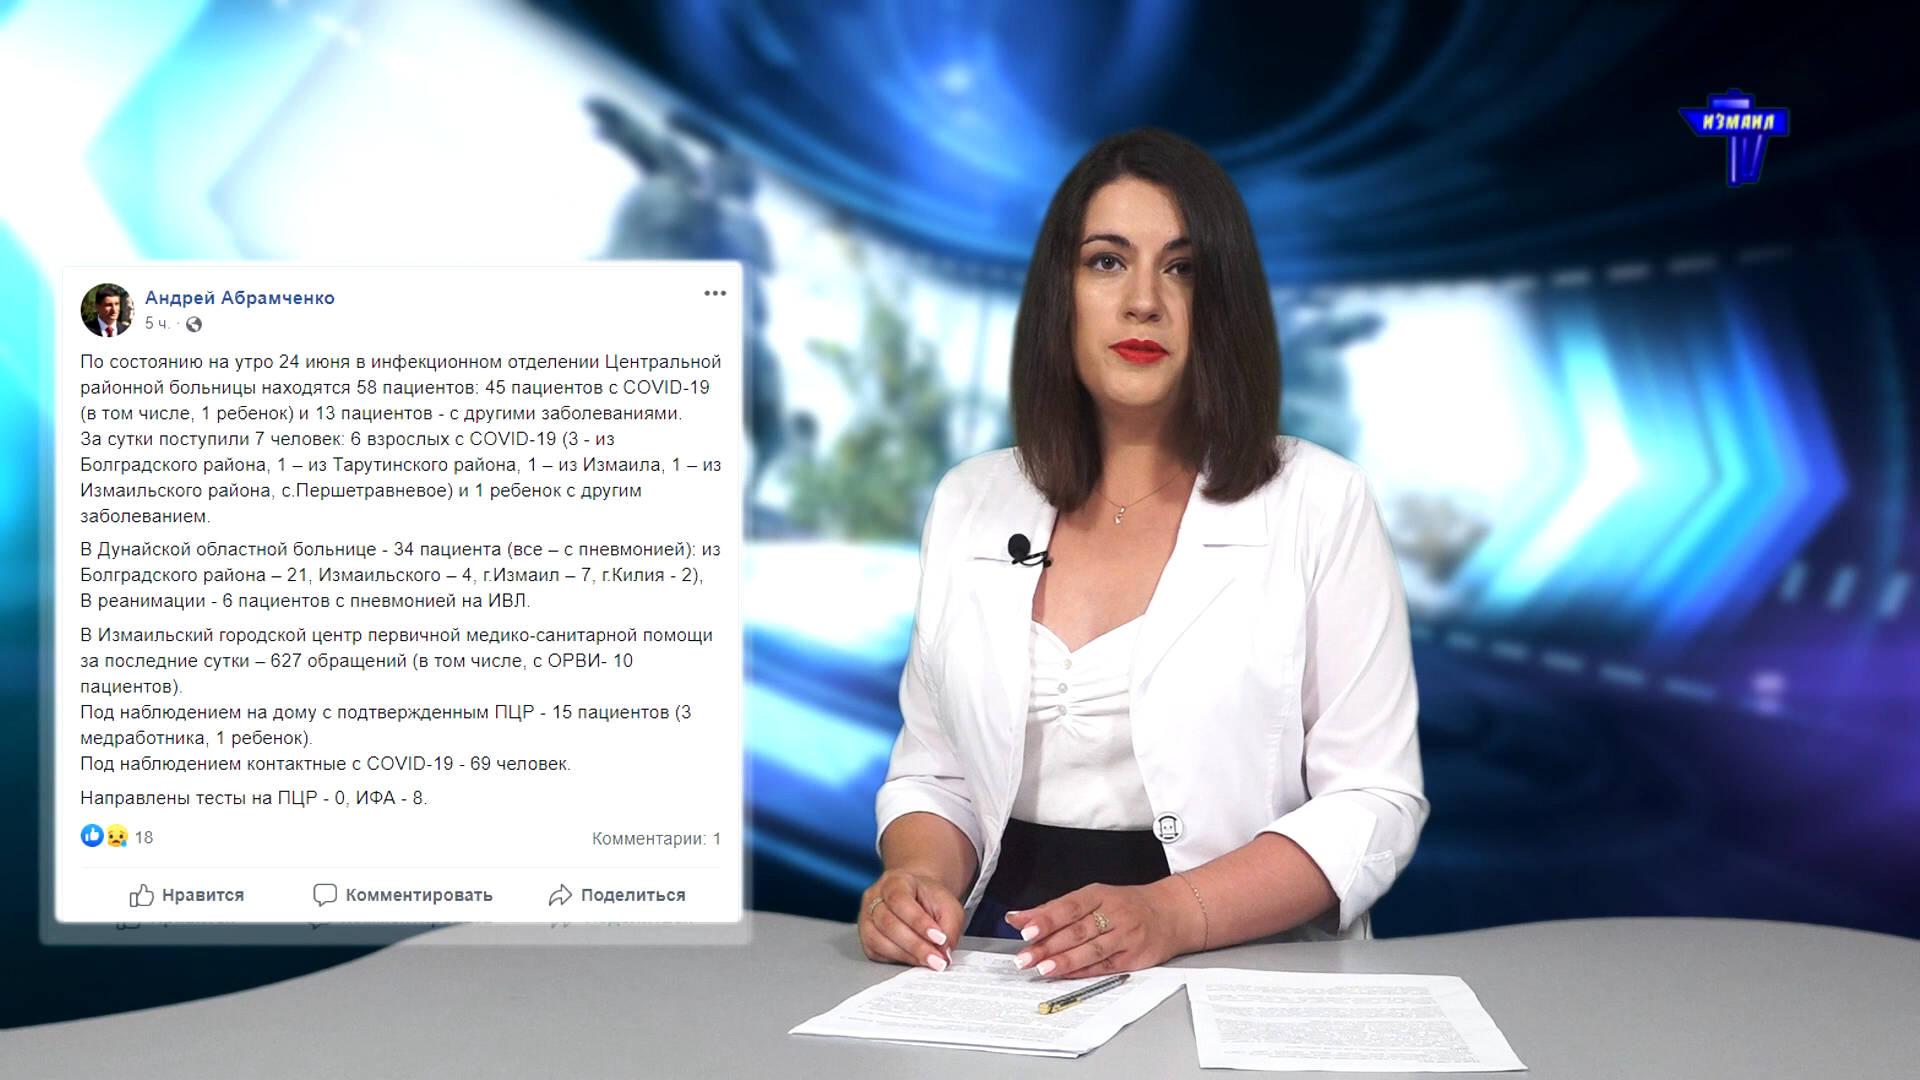 ИЗМАИЛ
TV
Андрей Абрамченко
5 ч. ·
По состоянию на утро 24 июня в инфекционном отделении Центральной
районной больницы находятся 58 пациентов: 45 пациентов с COVID-19
(в том числе, 1 ребенок) и 13 пациентов - с другими заболеваниями.
За сутки поступили 7 человек: 6 взрослых с COVID-19 (3 - из
Болградского района, 1 – из Тарутинского района, 1 – из Измаила, 1 – из
Измаильского района, с.Першетравневое) и 1 ребенок с другим
заболеванием.
В Дунайской областной больнице - 34 пациента (все – с пневмонией): из
Болградского района – 21, Измаильского – 4, г.Измаил – 7, г.Килия - 2),
В реанимации - 6 пациентов с пневмонией на ИВЛ.
В Измаильский городской центр первичной медико-санитарной помощи
за последние сутки – 627 обращений (в том числе, с ОРВИ- 10
пациентов).
Под наблюдением на дому с подтвержденным ПЦР - 15 пациентов (3
медработника, 1 ребенок).
Под наблюдением контактные с COVID-19 - 69 человек.
Направлены тесты на ПЦР - 0, ИФА - 8.
18
Комментарии: 1
Нравится
Комментировать
Поделиться